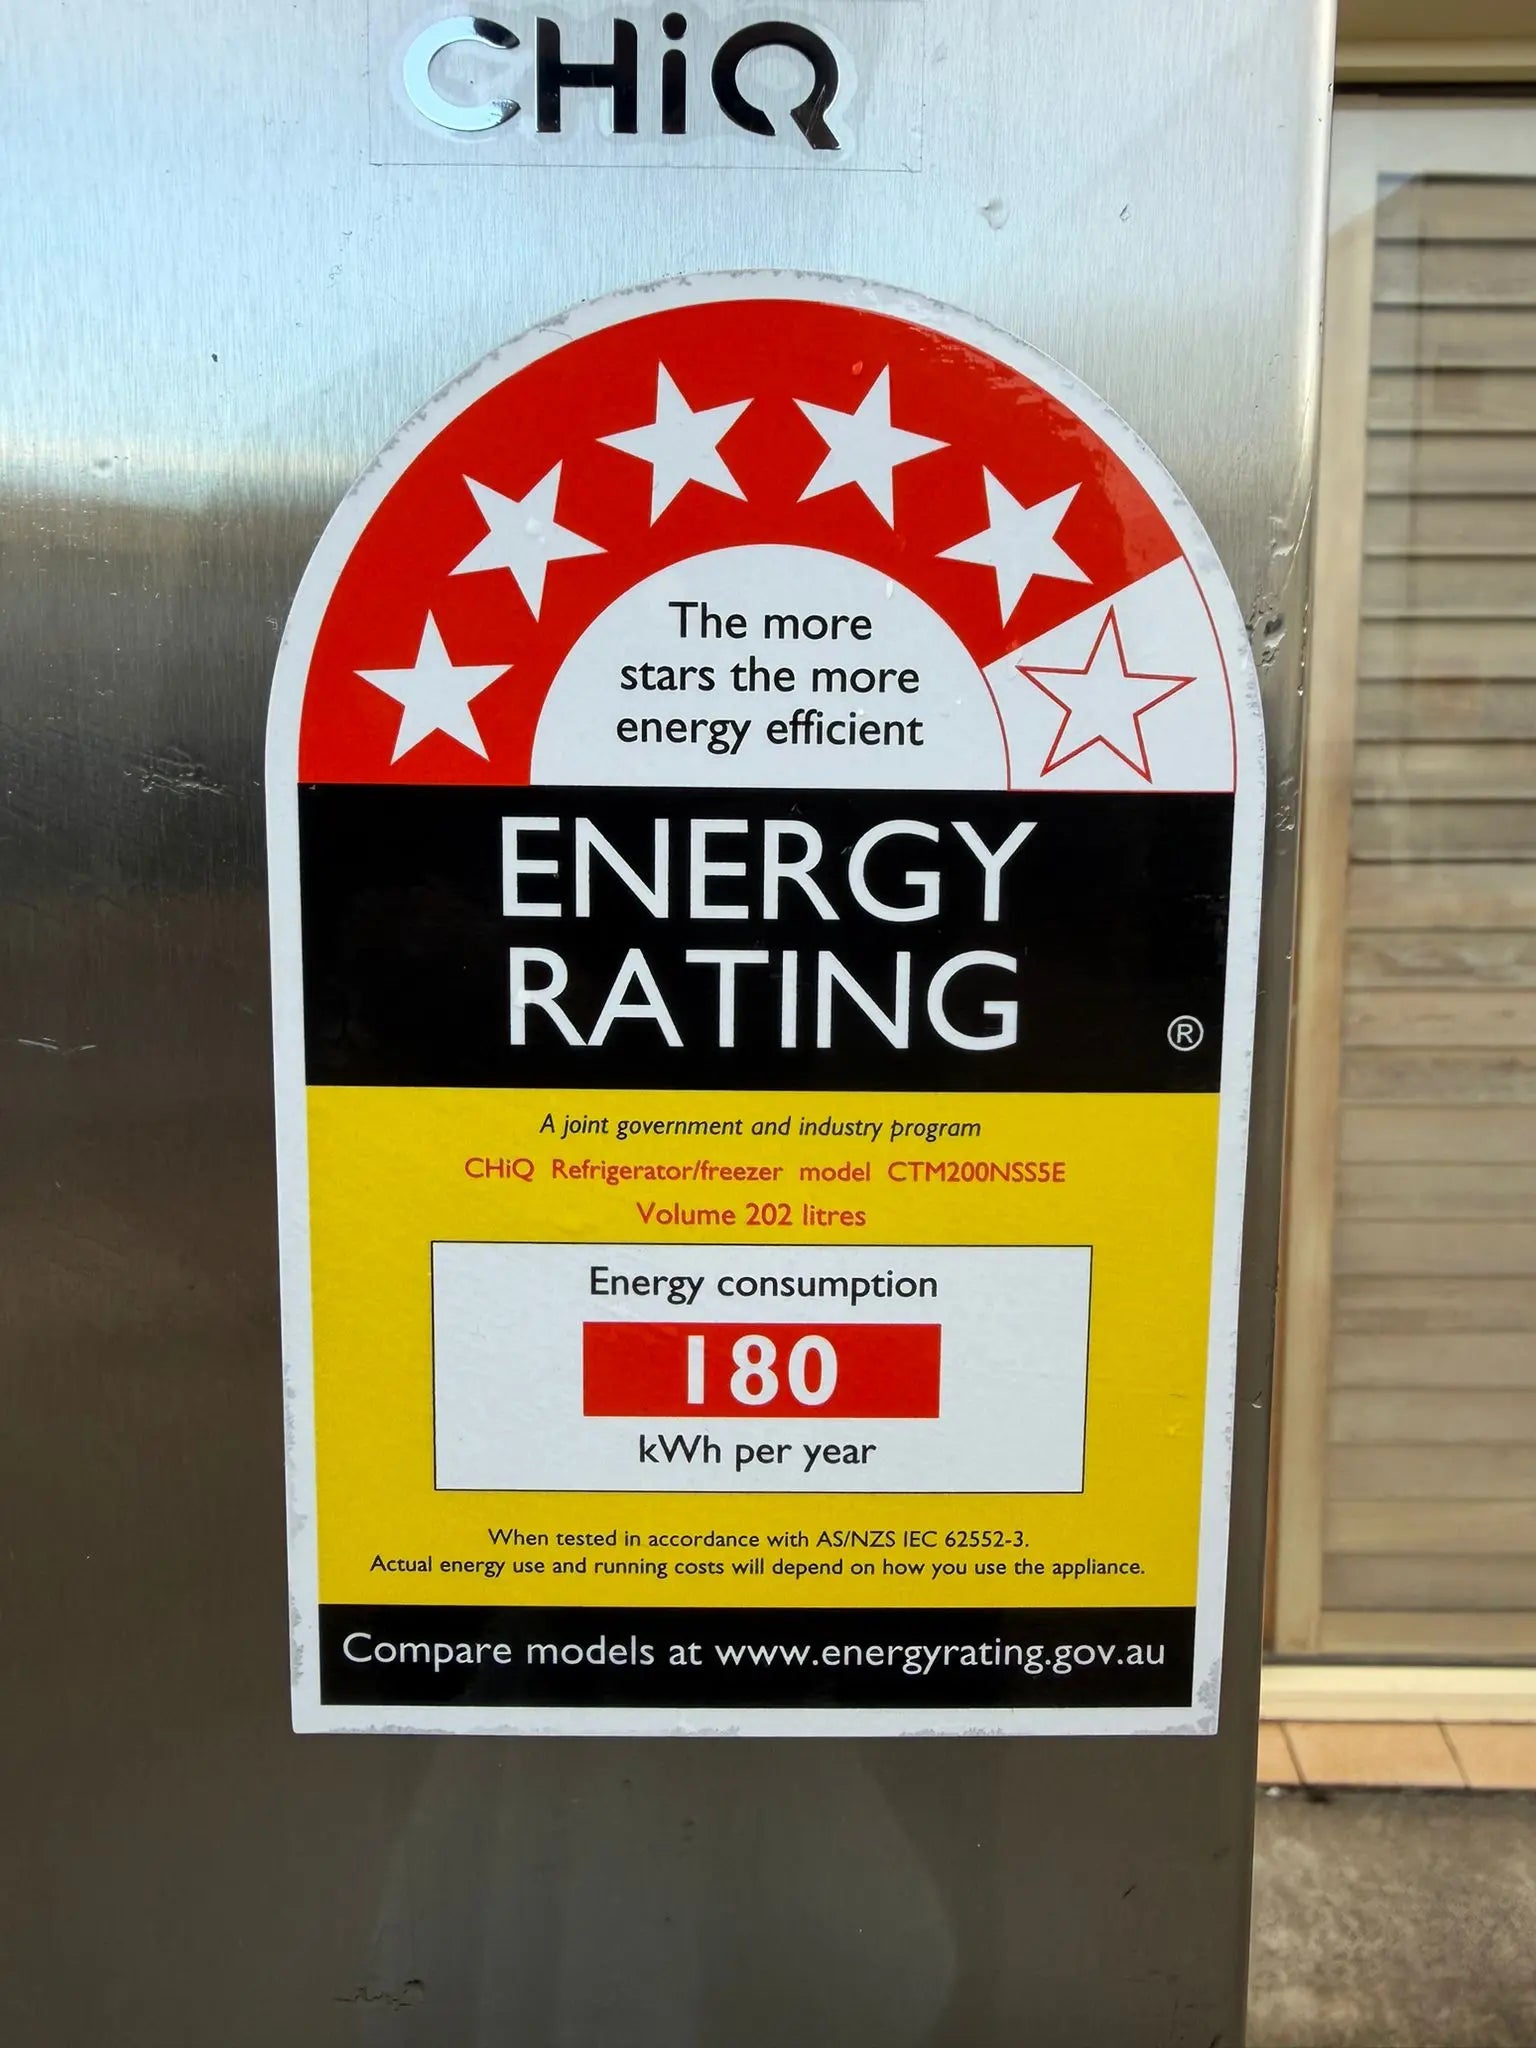 CHiQ
The more
stars the more
energy efficient
ENERGY
RATING
®
A joint government and industry program
CHiQ Refrigerator/freezer model CTM200NSS5E
Volume 202 litres
Energy consumption
180
kWh per year
When tested in accordance with AS/NZS IEC 62552-3.
Actual energy use and running costs will depend on how you use the appliance.
Compare models at www.energyrating.gov.au